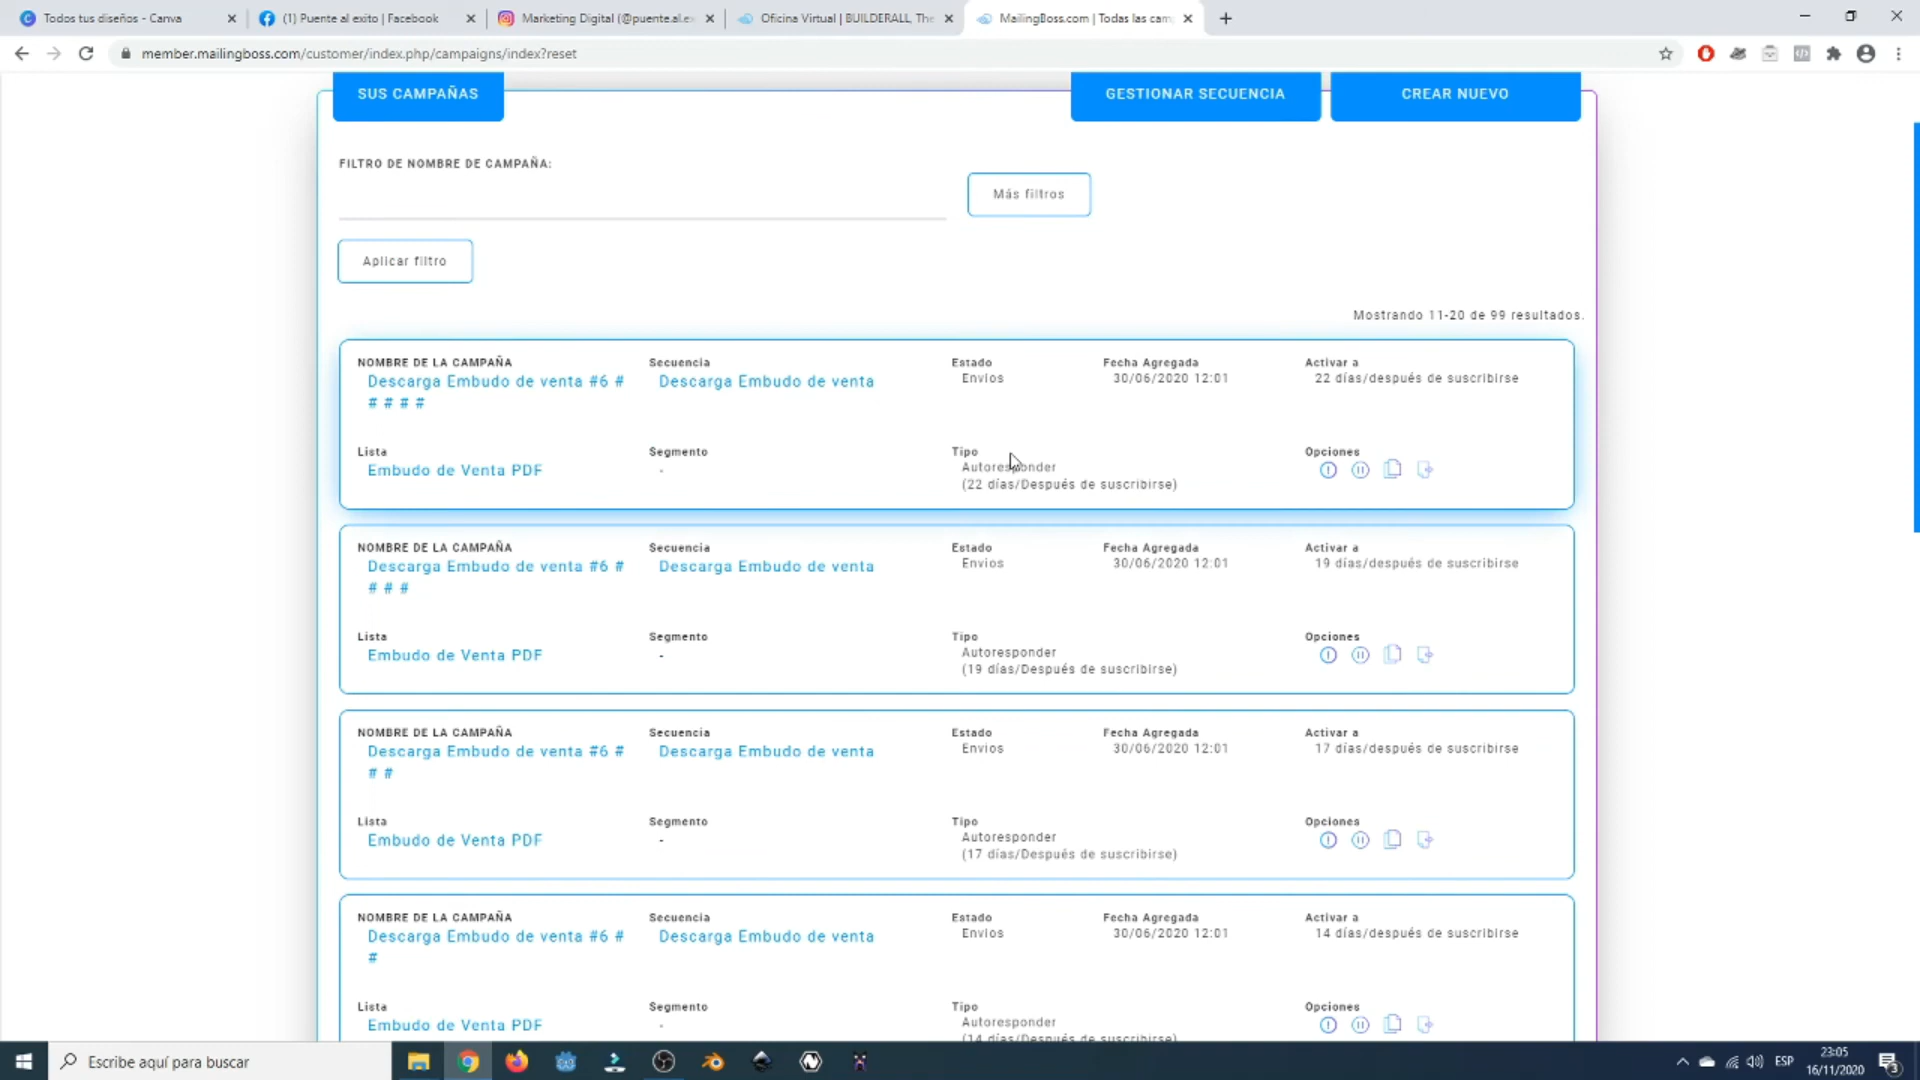 Todos tus diseños - Canva
(1) Puente al exito | Facebook
Marketing Digital (@puente.al.ex
Oficina Virtual | BUILDERALL, The
MailingBoss.com | Todas las cam
member.mailingboss.com/customer/index.php/campaigns/index?reset
SUS CAMPAÑAS
GESTIONAR SECUENCIA
CREAR NUEVO
FILTRO DE NOMBRE DE CAMPAÑA:
Más filtros
Aplicar filtro
Mostrando 11-20 de 99 resultados.
NOMBRE DE LA CAMPAÑA Secuencia Estado Fecha Agregada Activar a
Descarga Embudo de venta #6 # Descarga Embudo de venta Envíos 30/06/2020 12:01 22 días/después de suscribirse
# # # #
Lista Segmento Tipo Opciones
Embudo de Venta PDF - Autoresponder
(22 días/Después de suscribirse)
NOMBRE DE LA CAMPAÑA Secuencia Estado Fecha Agregada Activar a
Descarga Embudo de venta #6 # Descarga Embudo de venta Envíos 30/06/2020 12:01 19 días/después de suscribirse
# # #
Lista Segmento Tipo Opciones
Embudo de Venta PDF - Autoresponder
(19 días/Después de suscribirse)
NOMBRE DE LA CAMPAÑA Secuencia Estado Fecha Agregada Activar a
Descarga Embudo de venta #6 # Descarga Embudo de venta Envíos 30/06/2020 12:01 17 días/después de suscribirse
# #
Lista Segmento Tipo Opciones
Embudo de Venta PDF - Autoresponder
(17 días/Después de suscribirse)
NOMBRE DE LA CAMPAÑA Secuencia Estado Fecha Agregada Activar a
Descarga Embudo de venta #6 # Descarga Embudo de venta Envíos 30/06/2020 12:01 14 días/después de suscribirse
#
Lista Segmento Tipo Opciones
Embudo de Venta PDF - Autoresponder
(14 días/Después de suscribirse)
Escribe aquí para buscar
ESP
23:05
16/11/2020
3